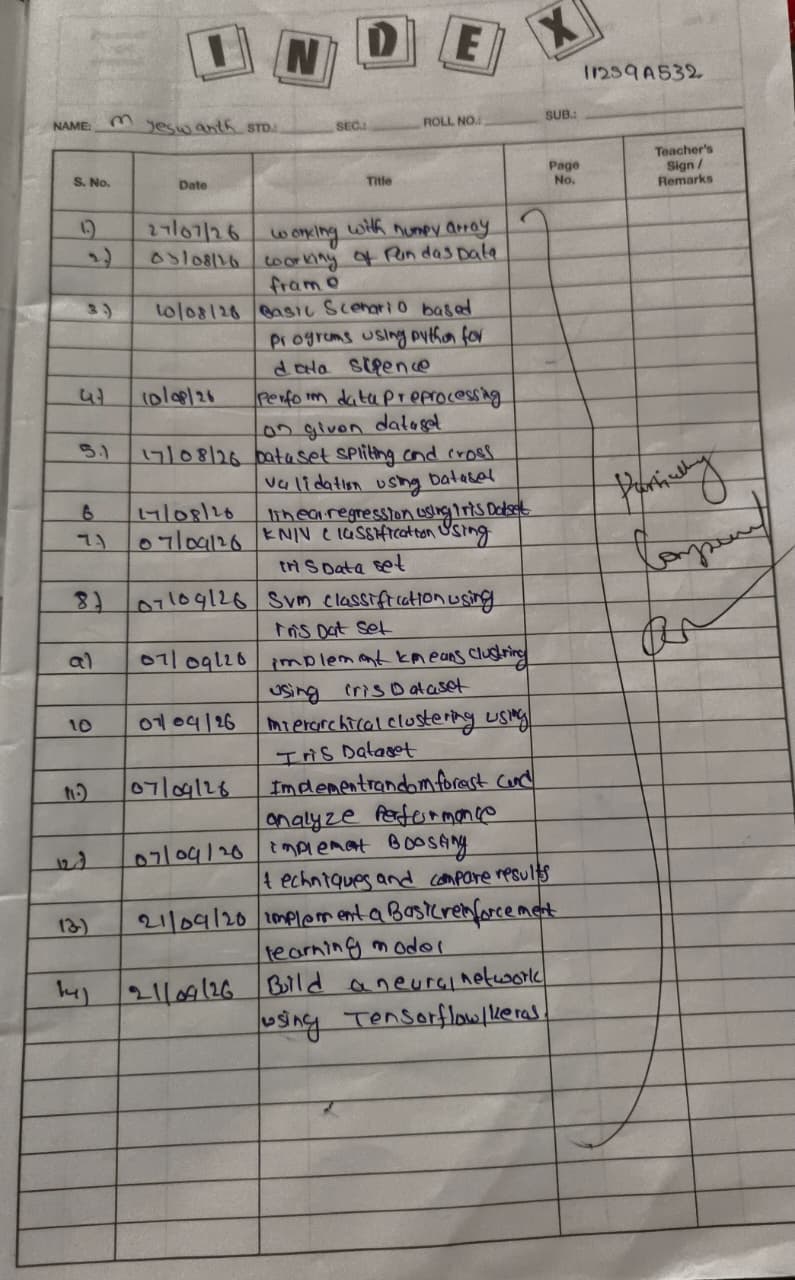 INDEX
11259A532
NAME: M Yeswanth STD.: SEC.: ROLL NO.: SUB.:
S. No. Date Title Page No. Teacher's Sign / Remarks
1) 27/07/26 working with numpy array
2) 03/08/26 working of Pandas Data
frame
3) 10/08/26 Basic Scenario based
programs using python for
data science
4) 10/08/26 Perform data preprocessing
on given dataset
5.) 17/08/26 Dataset spliting and cross
validation using Dataset
6 17/08/26 linear regression using Iris Dataset
7) 07/09/26 KNN classification using
Iris Data set
8) 07/09/26 Svm classification using
Iris Dat set
9) 07/09/26 implement kmeans clustring
using Iris Dataset
10 07/09/26 Hierarchical clustering using
Iris Dataset
11) 07/09/26 Implement random forest and
analyze Performance
12) 07/09/26 implement Boosting
techniques and compare results
13) 21/09/26 implement a Basic reinforcement
learning model
14) 21/09/26 Build a neural network
using Tensorflow/keras.
Partially